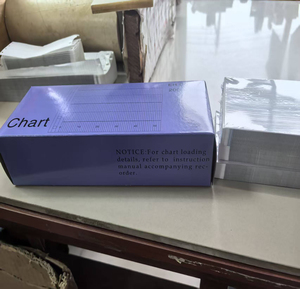 Chart
NOTICE For chart loading
details, refer to instruction
manual accompanying
order.